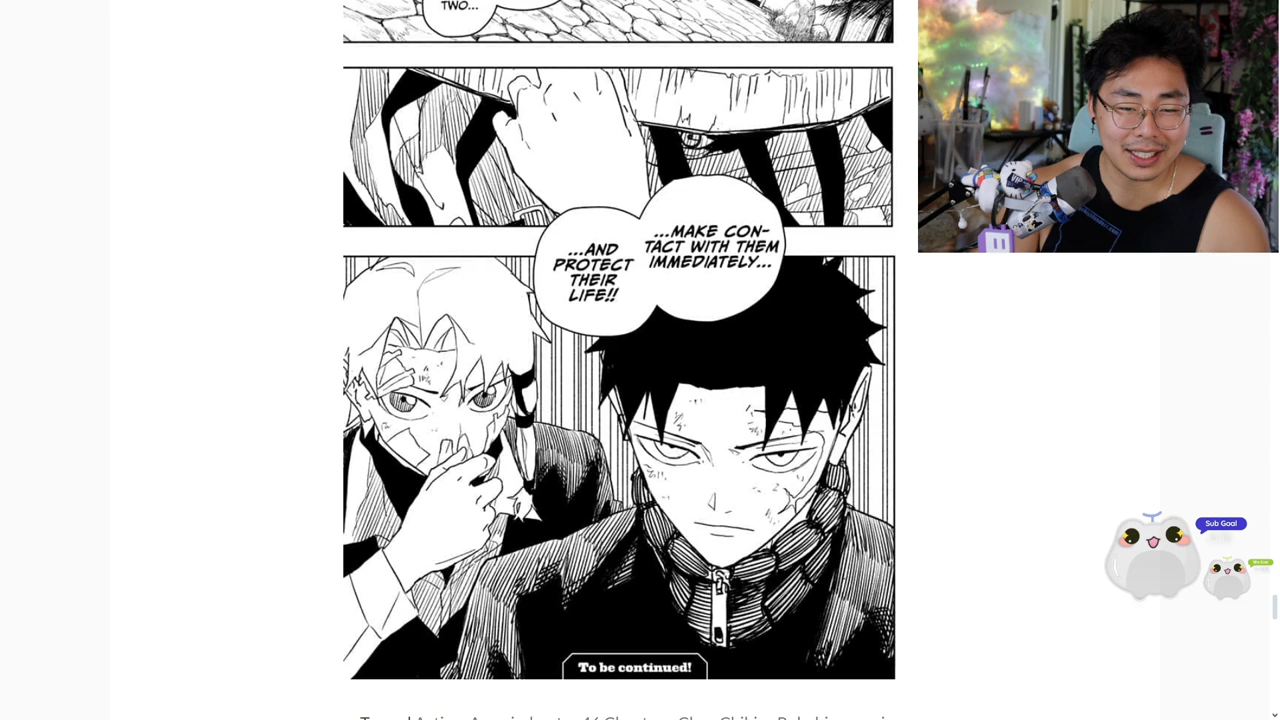 TWO...
...MAKE CON-
TACT WITH THEM
IMMEDIATELY...
...AND
PROTECT
THEIR
LIFE!!
To be continued!
Sub Goal